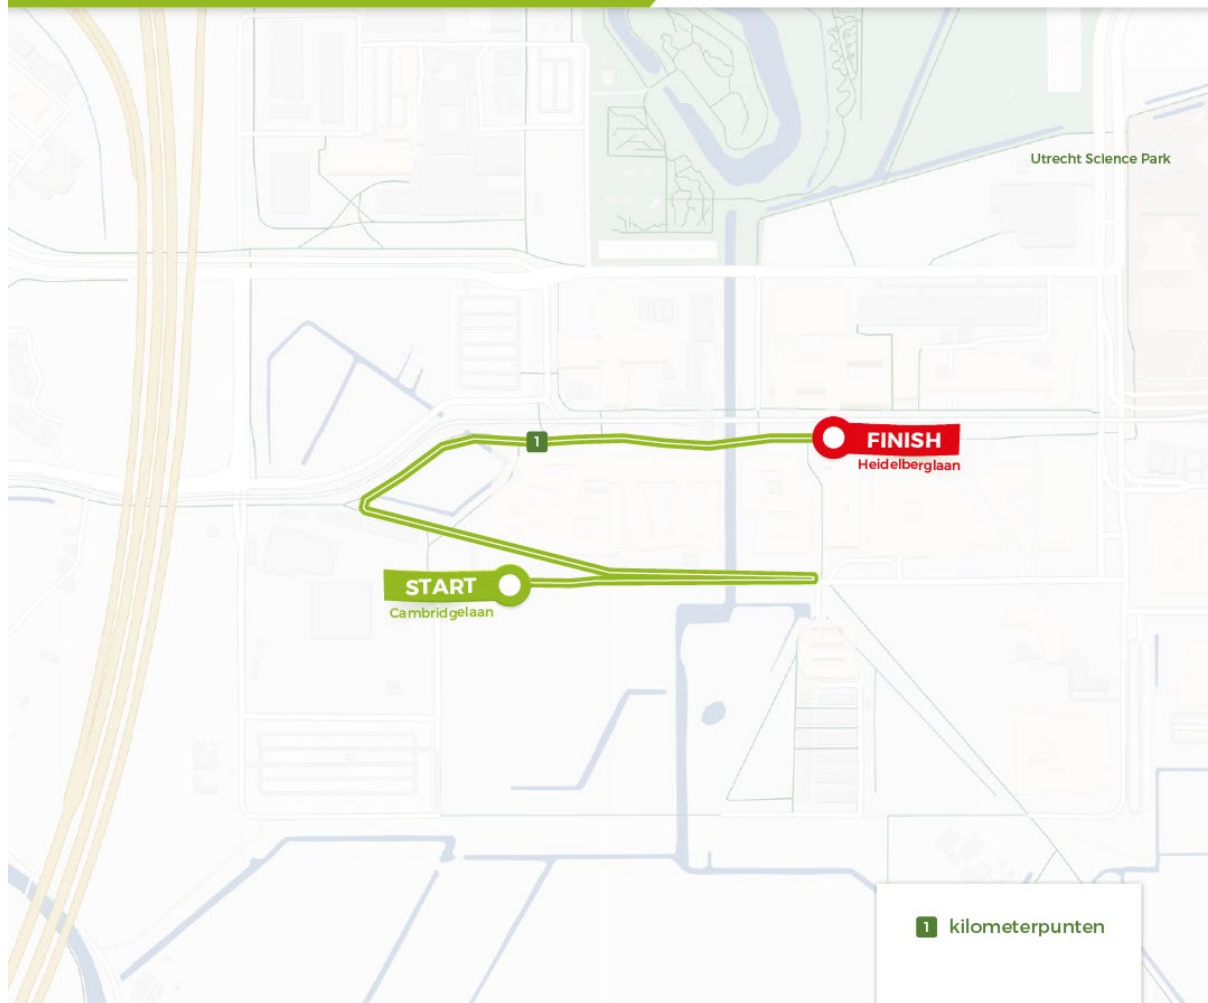 Utrecht Science Park
1
FINISH
Heidelberglaan
START
Cambridgelaan
1 kilometerpunten